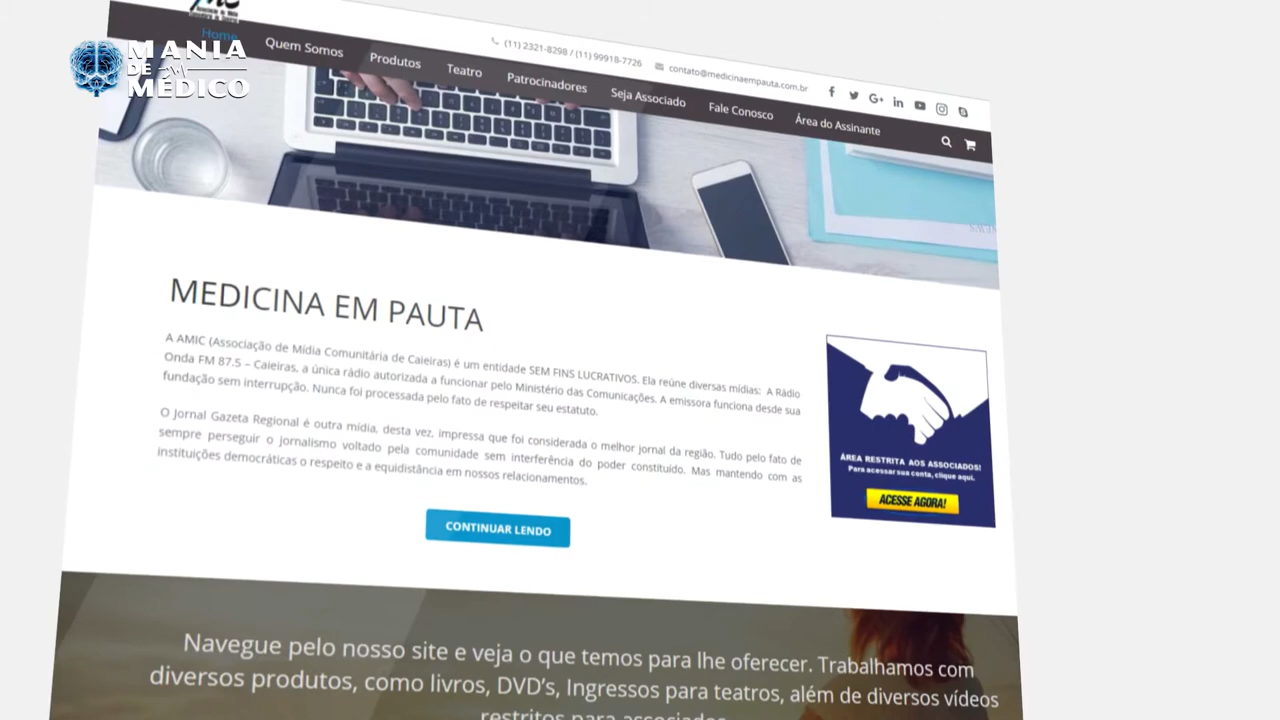 MANIA
DE
MÉDICO
(11) 2321-8298 / (11) 99918-7726
contato@medicinaempauta.com.br
Home
Quem Somos
Produtos
Teatro
Patrocinadores
Seja Associado
Fale Conosco
Área do Assinante
MEDICINA EM PAUTA
A AMIC (Associação de Mídia Comunitária de Caieiras) é um entidade SEM FINS LUCRATIVOS. Ela reúne diversas mídias: A Rádio
Onda FM 87.5 – Caieiras, a única rádio autorizada a funcionar pelo Ministério das Comunicações. A emissora funciona desde sua
fundação sem interrupção. Nunca foi processada pelo fato de respeitar seu estatuto.
O Jornal Gazeta Regional é outra mídia, desta vez, impressa que foi considerada o melhor jornal da região. Tudo pelo fato de
sempre perseguir o jornalismo voltado pela comunidade sem interferência do poder constituído. Mas mantendo com as
instituições democráticas o respeito e a equidistância em nossos relacionamentos.
CONTINUAR LENDO
ÁREA RESTRITA AOS ASSOCIADOS!
Para acessar sua conta, clique aqui.
ACESSE AGORA!
Navegue pelo nosso site e veja o que temos para lhe oferecer. Trabalhamos com
diversos produtos, como livros, DVD's, Ingressos para teatros, além de diversos vídeos
restritos para associados